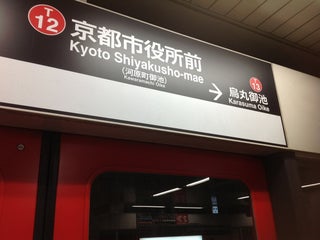 T
12
京都市役所前
Kyoto Shiyakusho-mae
(河原町御池)
Kawaramachi Oike
→
T
13
烏丸御池
Karasuma Oike